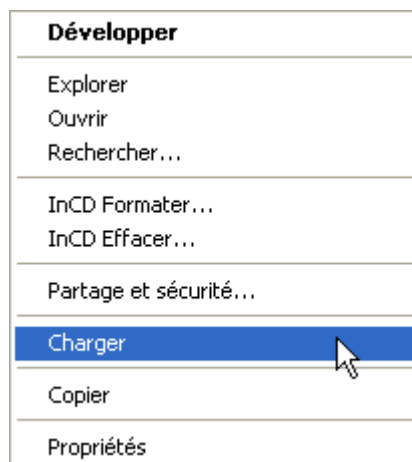 Développer
Explorer
Ouvrir
Rechercher...
InCD Formater...
InCD Effacer...
Partage et sécurité...
Charger
Copier
Propriétés